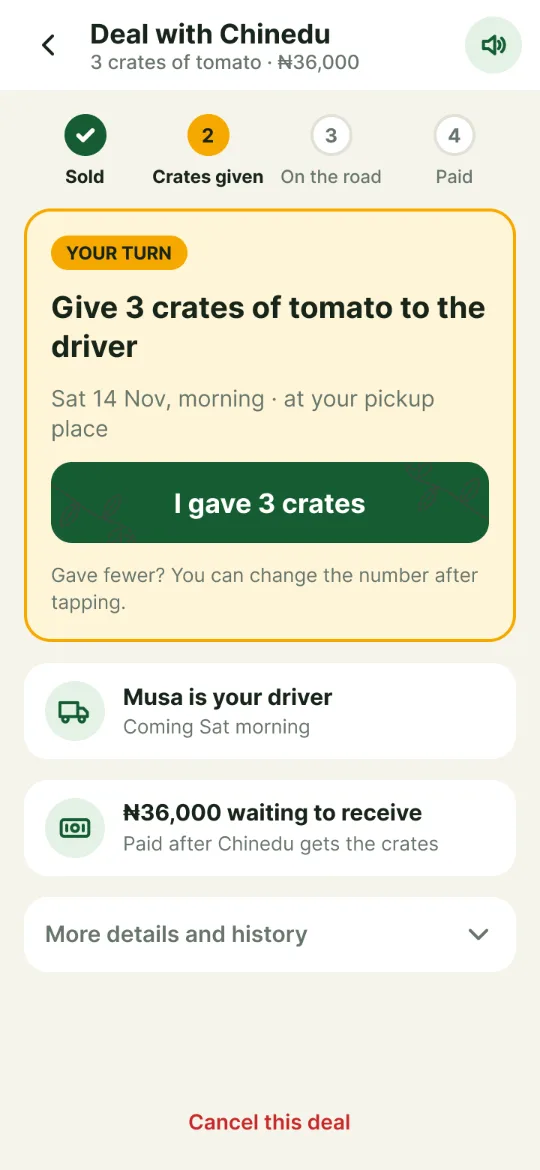 Deal with Chinedu
3 crates of tomato · ₦36,000
2
3
4
Sold
Crates given
On the road
Paid
YOUR TURN
Give 3 crates of tomato to the
driver
Sat 14 Nov, morning · at your pickup
place
I gave 3 crates
Gave fewer? You can change the number after
tapping.
Musa is your driver
Coming Sat morning
₦36,000 waiting to receive
Paid after Chinedu gets the crates
More details and history
Cancel this deal